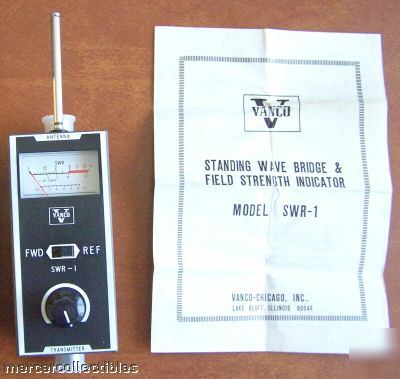 ANTENNA
SWR
V
VANCO
FWD
REF
SWR-1
TRANSMITTER
V
VANCO
STANDING WAVE BRIDGE &
FIELD STRENGTH INDICATOR
MODEL SWR-1
VANCO-CHICAGO, INC.,
LAKE BLUFF, ILLINOIS 60044
mercercollectibles